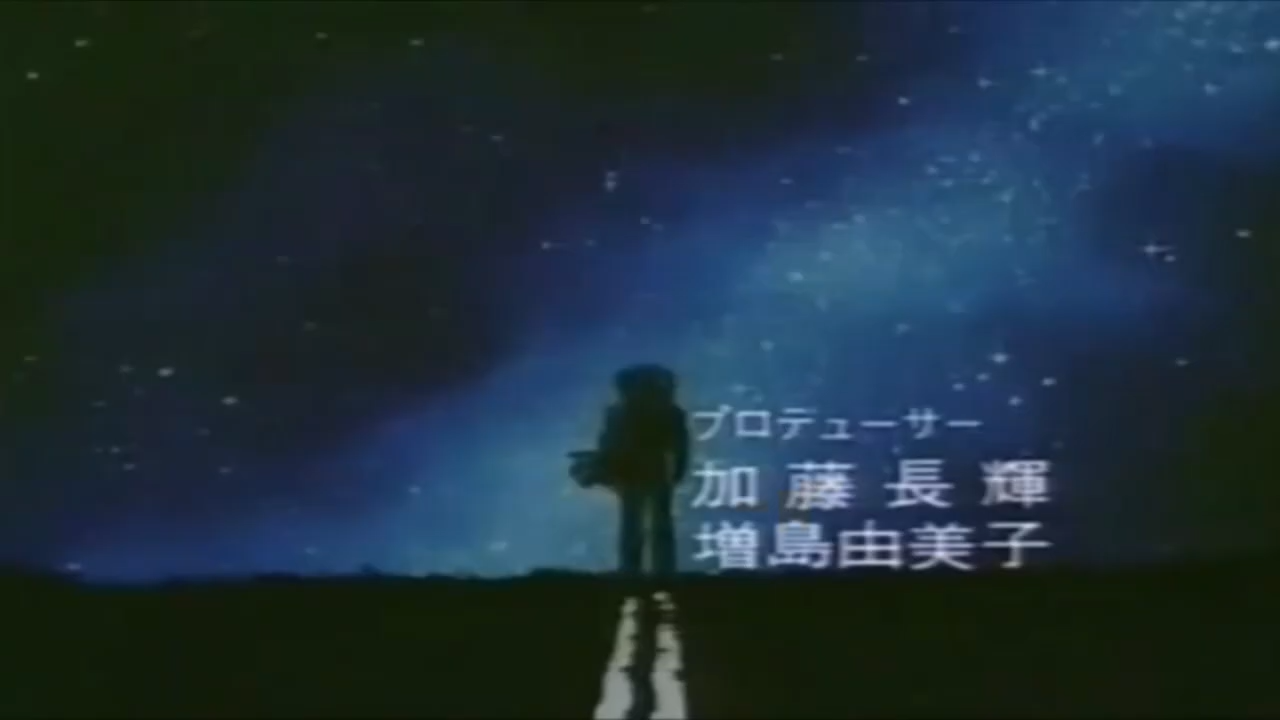 プロデューサー
加藤長輝
増島由美子